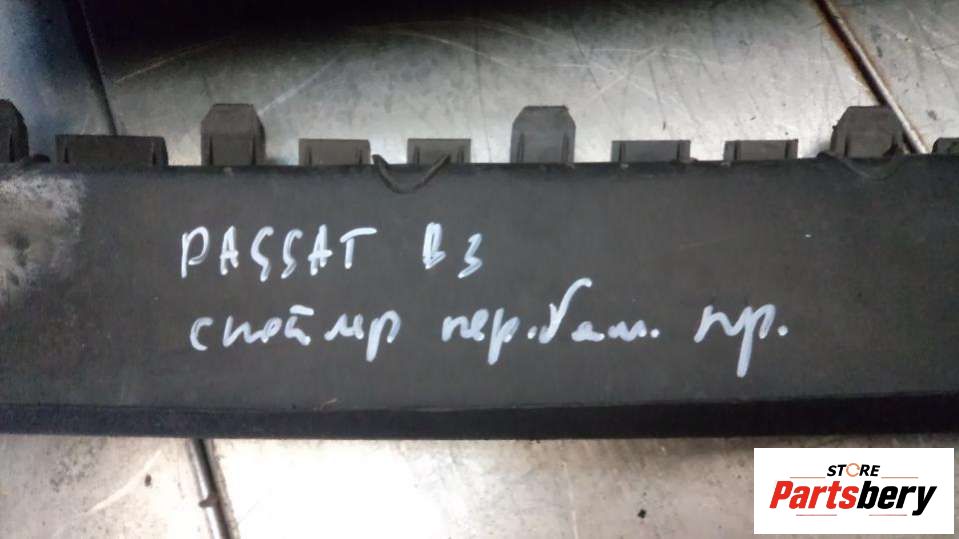 PASSAT B3
спойлер пер. бам. пр.
STORE
Partsbery